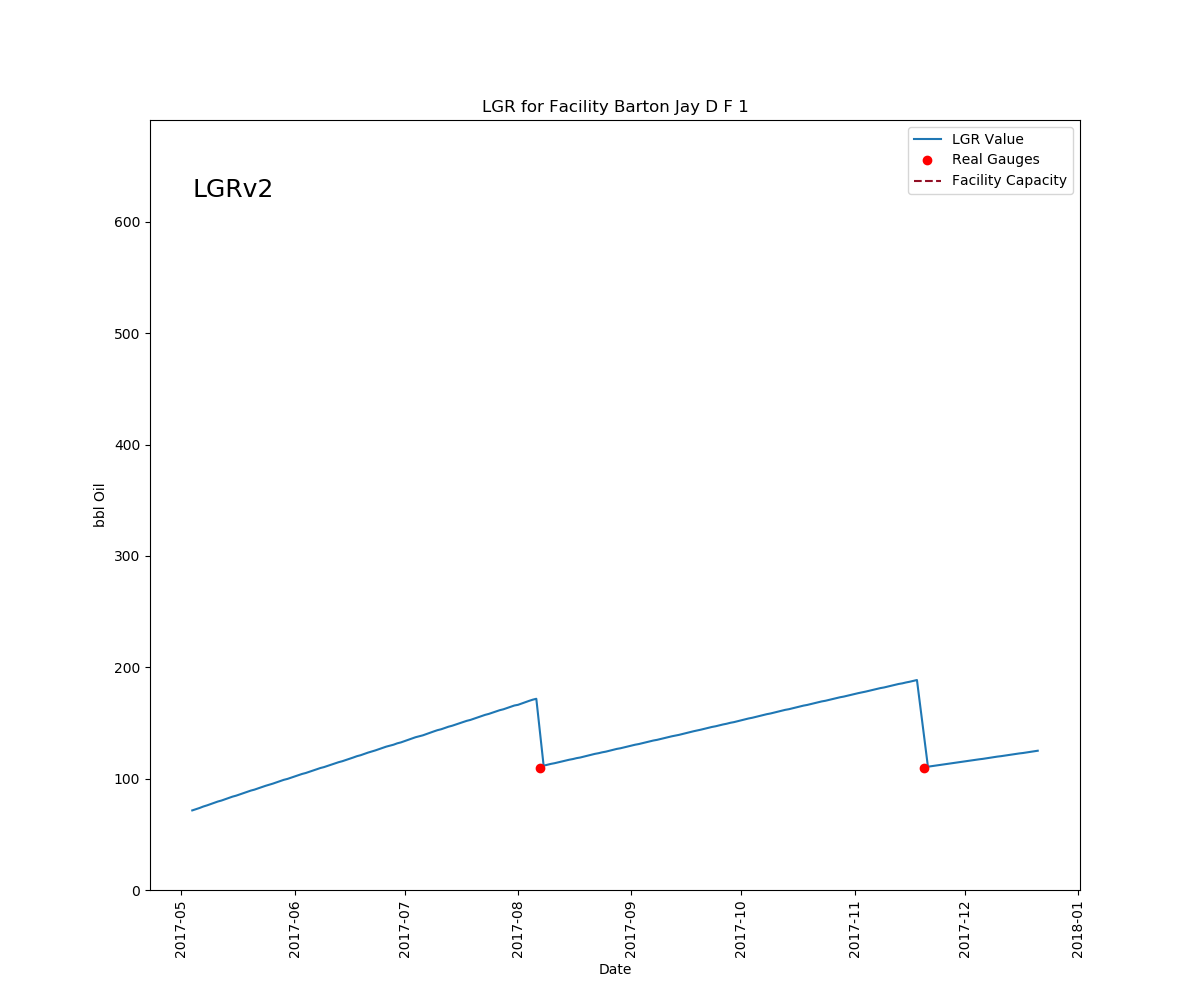 LGR for Facility Barton Jay D F 1
LGRv2
LGR Value
Real Gauges
Facility Capacity
600
500
400
300
200
100
0
bbl Oil
2017-05
2017-06
2017-07
2017-08
2017-09
2017-10
2017-11
2017-12
2018-01
Date